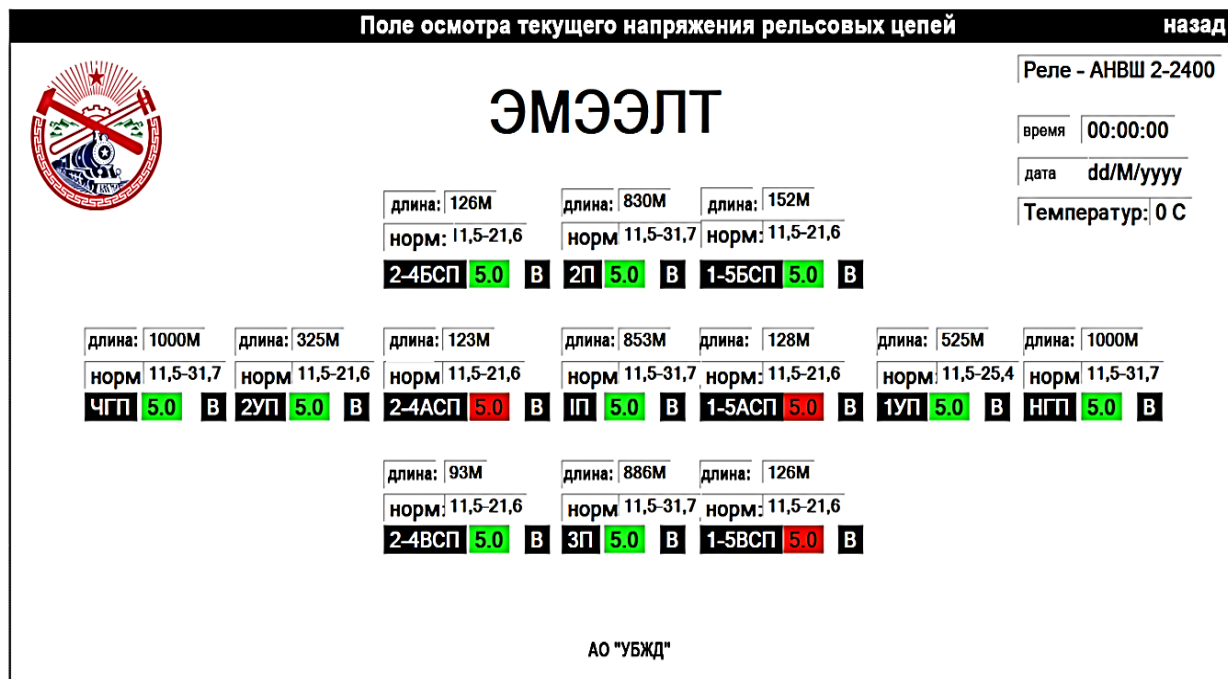 Поле осмотра текущего напряжения рельсовых цепей назад
Реле - АНВШ 2-2400
ЭМЭЭЛТ
время 00:00:00
дата dd/M/yyyy
Температур: 0 С
длина: 126М длина: 830М длина: 152М
норм: 11,5-21,6 норм 11,5-31,7 норм: 11,5-21,6
2-4БСП 5.0 В 2П 5.0 В 1-5БСП 5.0 В
длина: 1000М длина: 325М длина: 123М длина: 853М длина: 128М длина: 525М длина: 1000М
норм 11,5-31,7 норм 11,5-21,6 норм 11,5-21,6 норм 11,5-31,7 норм: 11,5-21,6 норм: 11,5-25,4 норм 11,5-31,7
ЧГП 5.0 В 2УП 5.0 В 2-4АСП 5.0 В IП 5.0 В 1-5АСП 5.0 В 1УП 5.0 В НГП 5.0 В
длина: 93М длина: 886М длина: 126М
норм: 11,5-21,6 норм 11,5-31,7 норм: 11,5-21,6
2-4ВСП 5.0 В 3П 5.0 В 1-5ВСП 5.0 В
АО "УБЖД"